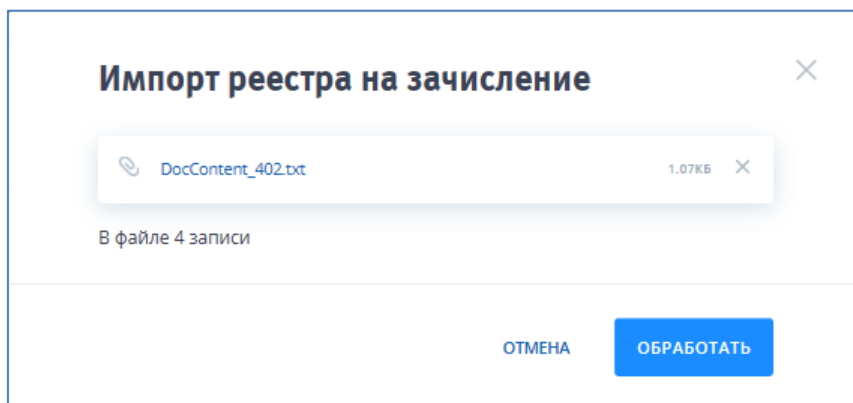 Импорт реестра на зачисление
DocContent_402.txt 1.07КБ
В файле 4 записи
ОТМЕНА ОБРАБОТАТЬ